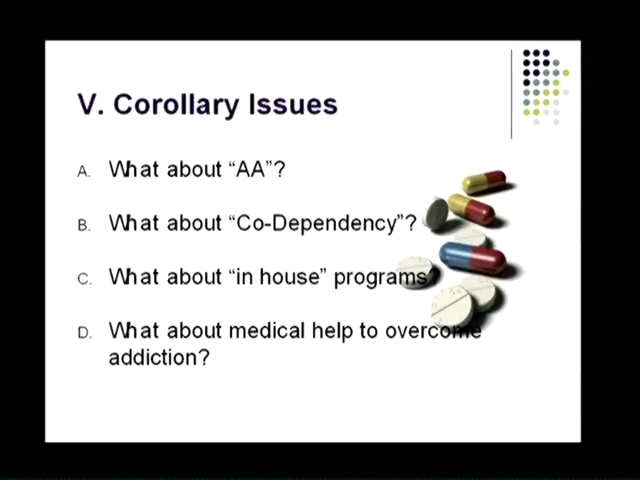 V. Corollary Issues
A. What about “AA”?
B. What about “Co-Dependency”?
C. What about “in house” programs?
D. What about medical help to overcome
addiction?